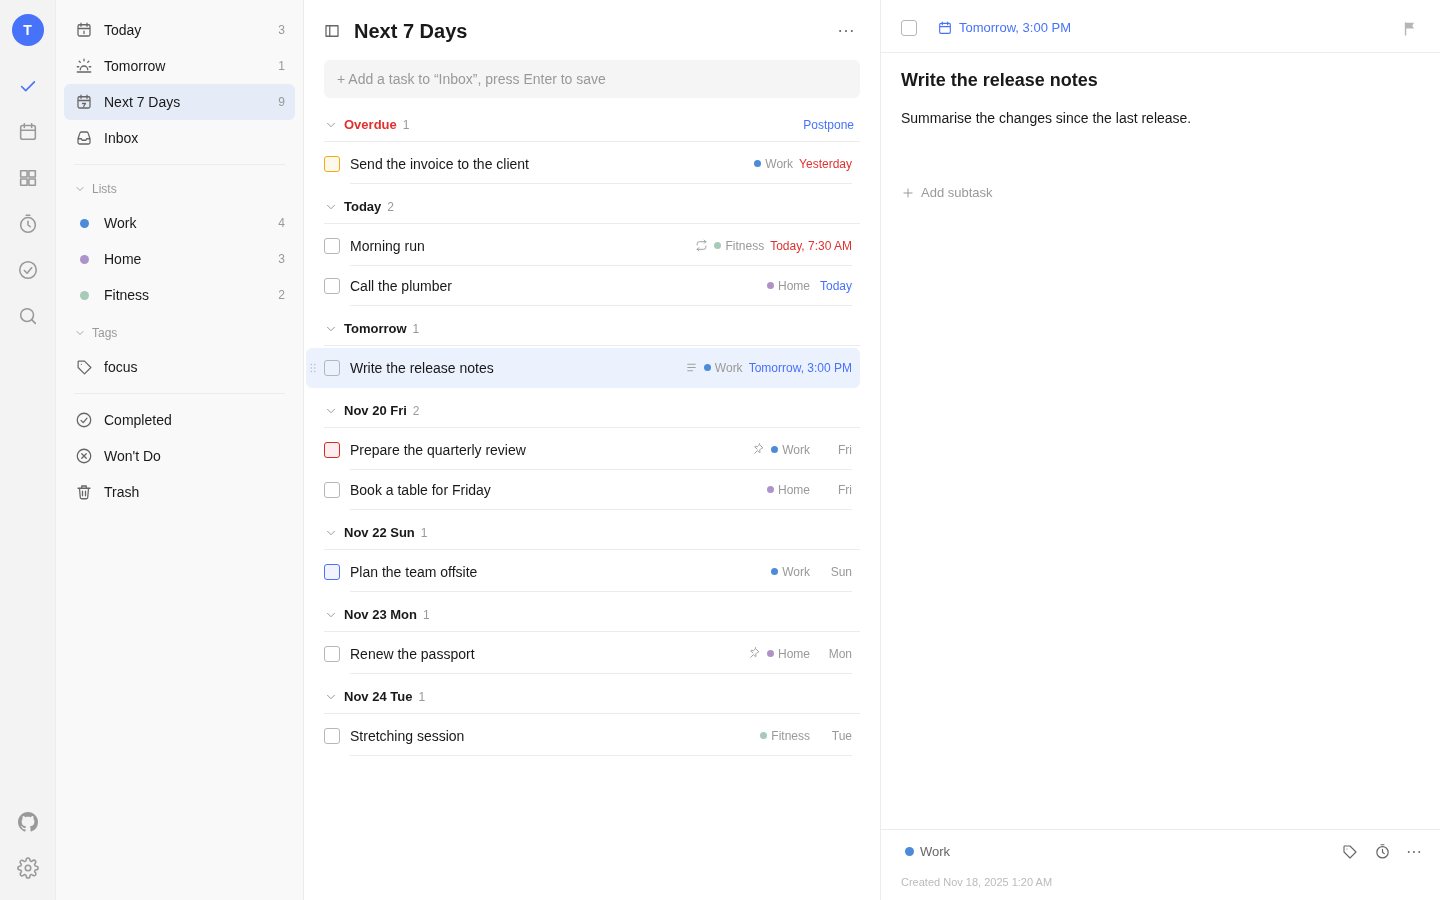 T
Today 3
Tomorrow 1
7 Next 7 Days 9
Inbox
Lists
Work 4
Home 3
Fitness 2
Tags
focus
Completed
Won't Do
Trash
Next 7 Days
+ Add a task to “Inbox”, press Enter to save
Overdue 1 Postpone
Send the invoice to the client Work Yesterday
Today 2
Morning run Fitness Today, 7:30 AM
Call the plumber Home Today
Tomorrow 1
Write the release notes Work Tomorrow, 3:00 PM
Nov 20 Fri 2
Prepare the quarterly review Work Fri
Book a table for Friday Home Fri
Nov 22 Sun 1
Plan the team offsite Work Sun
Nov 23 Mon 1
Renew the passport Home Mon
Nov 24 Tue 1
Stretching session Fitness Tue
Tomorrow, 3:00 PM
Write the release notes
Summarise the changes since the last release.
Add subtask
Work
Created Nov 18, 2025 1:20 AM